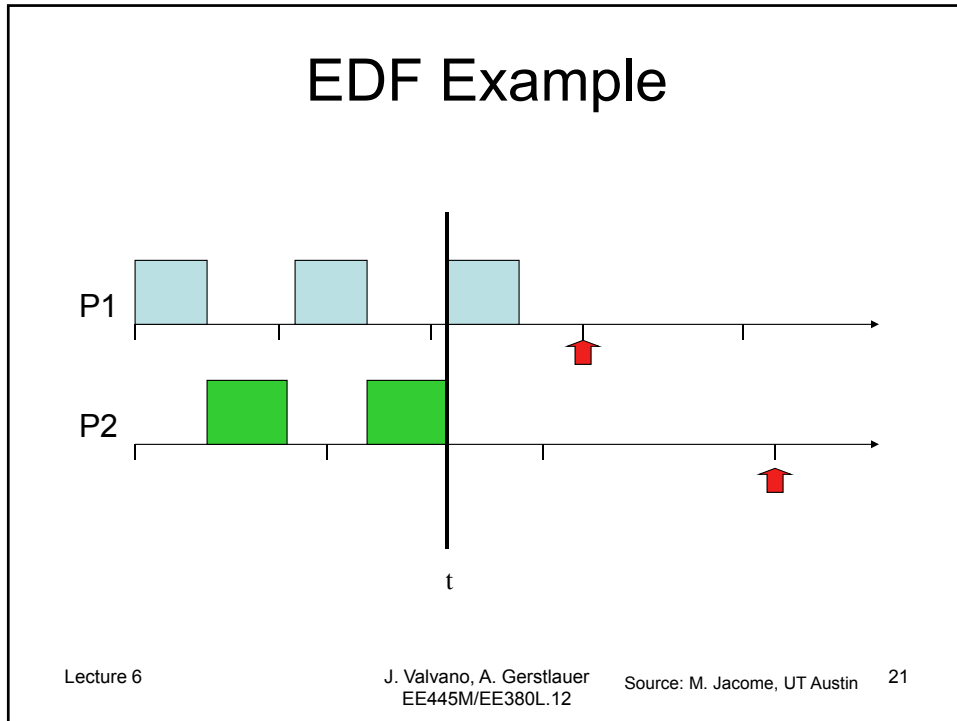 EDF Example
P1
P2
t
Lecture 6
J. Valvano, A. Gerstlauer
EE445M/EE380L.12
Source: M. Jacome, UT Austin
21